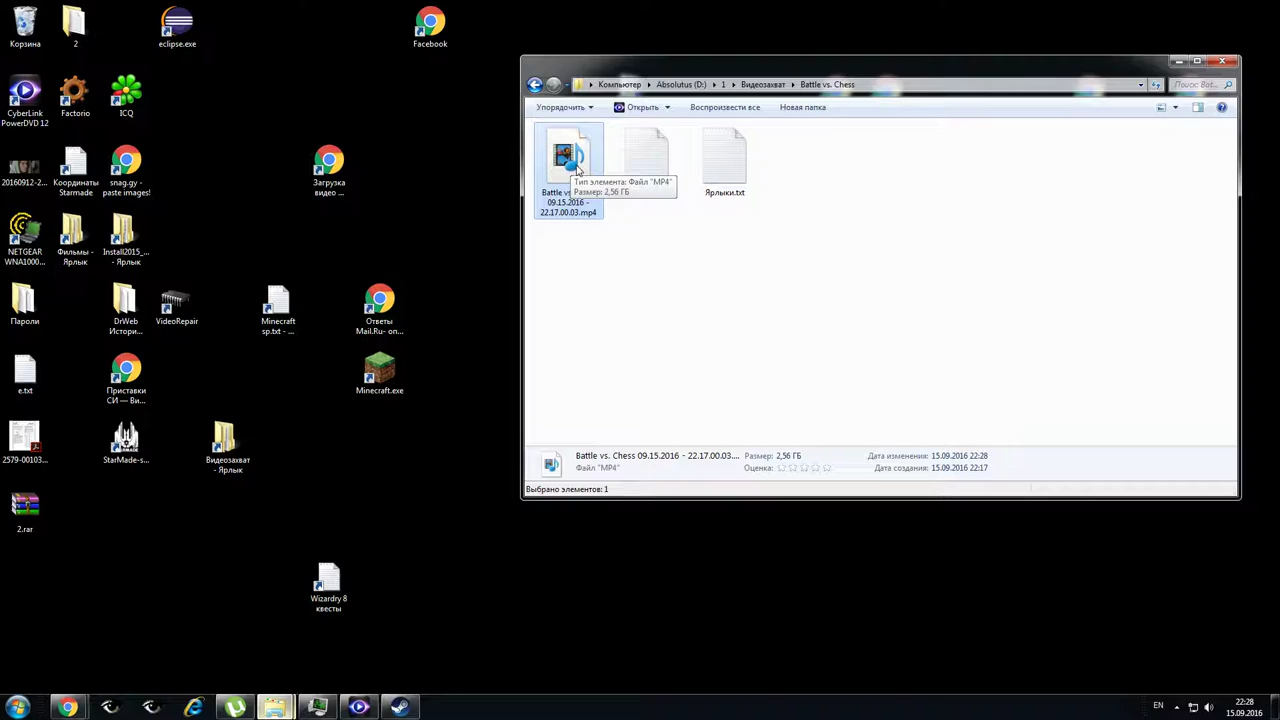 Корзина
2
eclipse.exe
Facebook
CyberLink
PowerDVD 12
Factorio
ICQ
20160912-2...
Координаты
Starmade
snag.gy -
paste images!
Загрузка
видео ...
NETGEAR
WNA1000...
Фильмы -
Ярлык
Install2015_...
- Ярлык
Пароли
DrWeb
Истори...
VideoRepair
Minecraft
sp.txt - ...
Ответы
Mail.Ru- оп...
e.txt
Приставки
СИ — Ви...
Minecraft.exe
2579-00103...
StarMade-s...
Видеозахват
- Ярлык
2.rar
Wizardry 8
квесты
Компьютер
Absolutus (D:)
1
Видеозахват
Battle vs. Chess
Поиск: Bat...
Упорядочить
Открыть
Воспроизвести все
Новая папка
Battle vs
09.15.2016 -
22.17.00.03.mp4
Тип элемента: Файл "MP4"
Размер: 2,56 ГБ
Ярлыки.txt
Battle vs. Chess 09.15.2016 - 22.17.00.03....
Размер: 2,56 ГБ
Дата изменения: 15.09.2016 22:28
Файл "MP4"
Оценка:
Дата создания: 15.09.2016 22:17
Выбрано элементов: 1
EN
22:28
15.09.2016